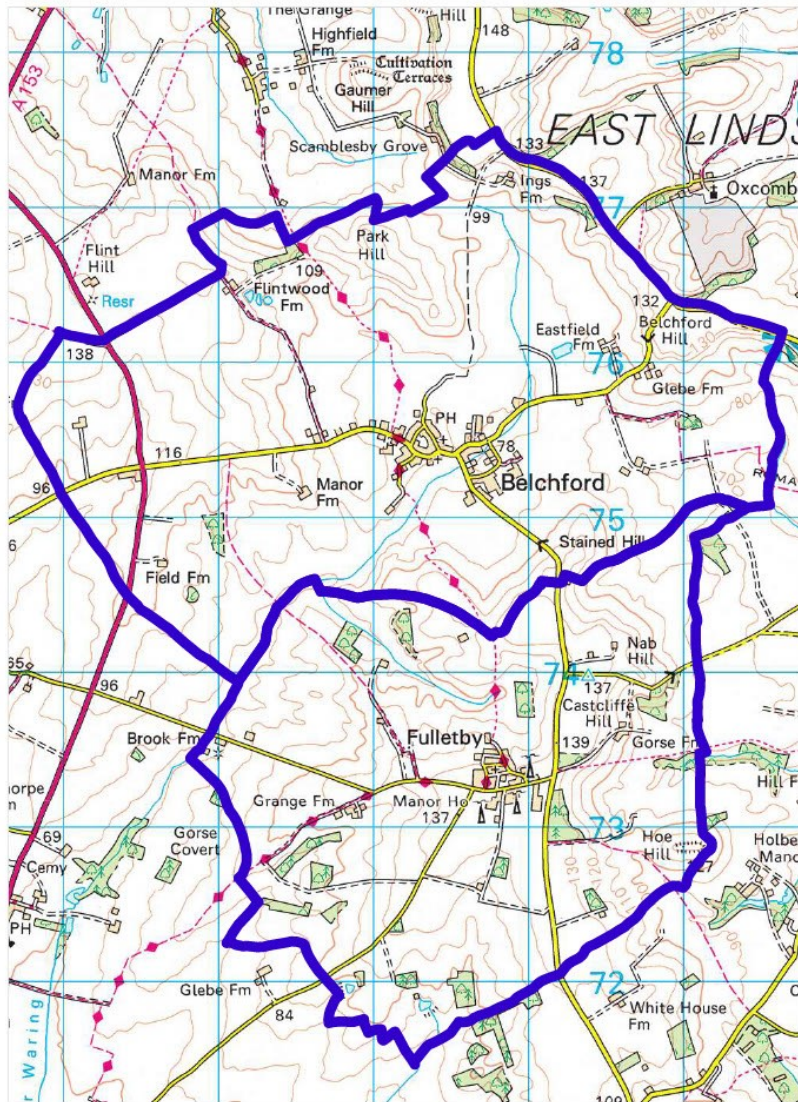 The Grange
Hill
Highfield
Fm
148
78
Cultivation
Terraces
Gaumer
Hill
A 153
EAST LINDS
133
Scamblesby Grove
Manor Fm
Ings
Fm
137
77
Oxcomb
99
Park
Hill
Flint
Hill
109
Flintwood
Fm
Resr
132
Belchford
Hill
138
Eastfield
Fm
76
Glebe Fm
PH
116
78
96
Manor
Fm
Belchford
ROMA
75
6
Stained Hill
Field Fm
Nab
Hill
65
74
137
Castcliffe
Hill
96
Brook Fm
Fulletby
139
Gorse Fm
Hill F
Grange Fm
Manor Ho
137
73
69
Gorse
Covert
Hoe
Hill
Holbe
Mano
127
Cemy
PH
72
Glebe Fm
84
White House
Fm
r Waring
109